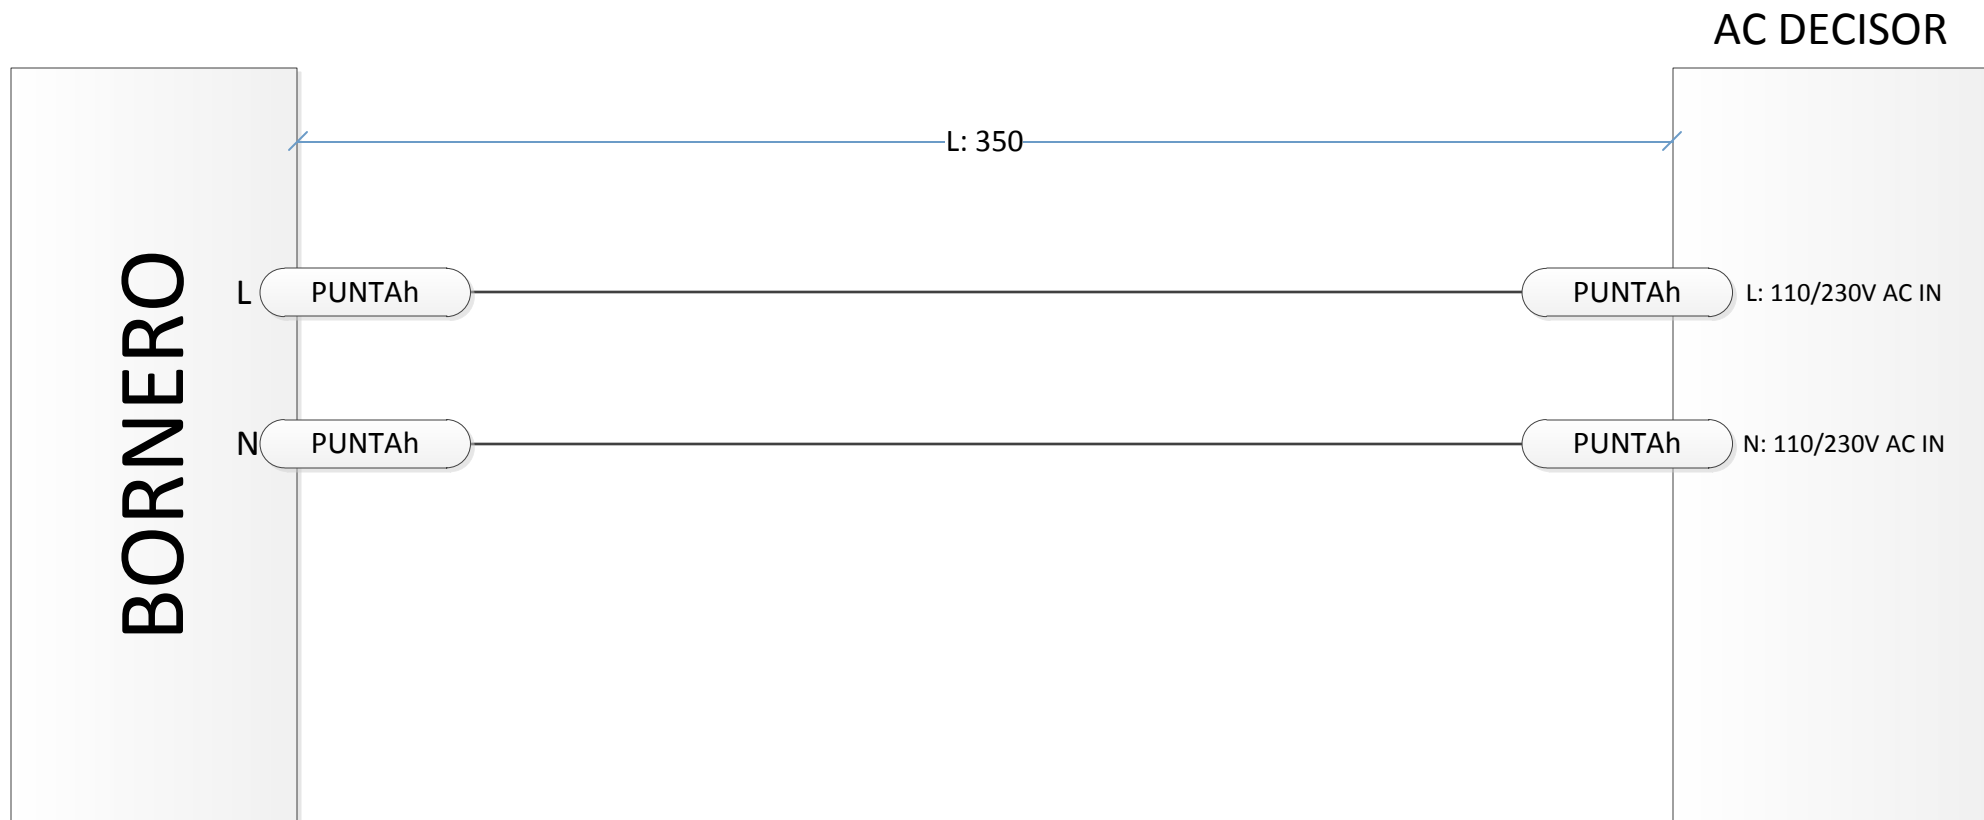 AC DECISOR
L: 350
BORNERO
L PUNTAh PUNTAh L: 110/230V AC IN
N PUNTAh PUNTAh N: 110/230V AC IN